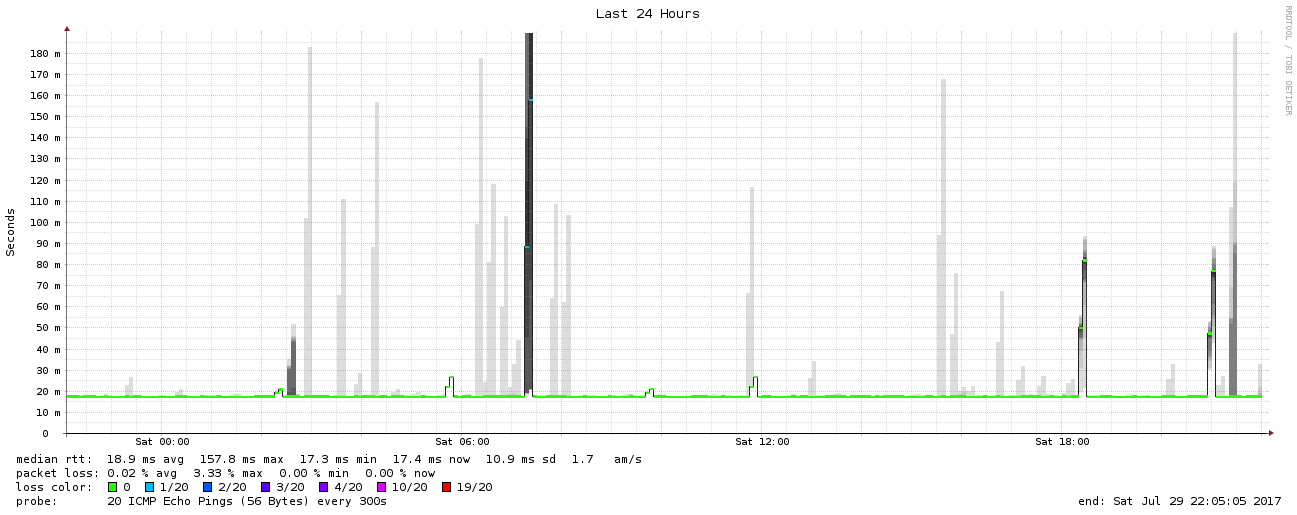 Last 24 Hours
RRDTOOL / TOBI OETIKER
Seconds
180 m
170 m
160 m
150 m
140 m
130 m
120 m
110 m
100 m
90 m
80 m
70 m
60 m
50 m
40 m
30 m
20 m
10 m
0
Sat 00:00 Sat 06:00 Sat 12:00 Sat 18:00
median rtt: 18.9 ms avg 157.8 ms max 17.3 ms min 17.4 ms now 10.9 ms sd 1.7 am/s
packet loss: 0.02 % avg 3.33 % max 0.00 % min 0.00 % now
loss color: 0 1/20 2/20 3/20 4/20 10/20 19/20
probe: 20 ICMP Echo Pings (56 Bytes) every 300s end: Sat Jul 29 22:05:05 2017